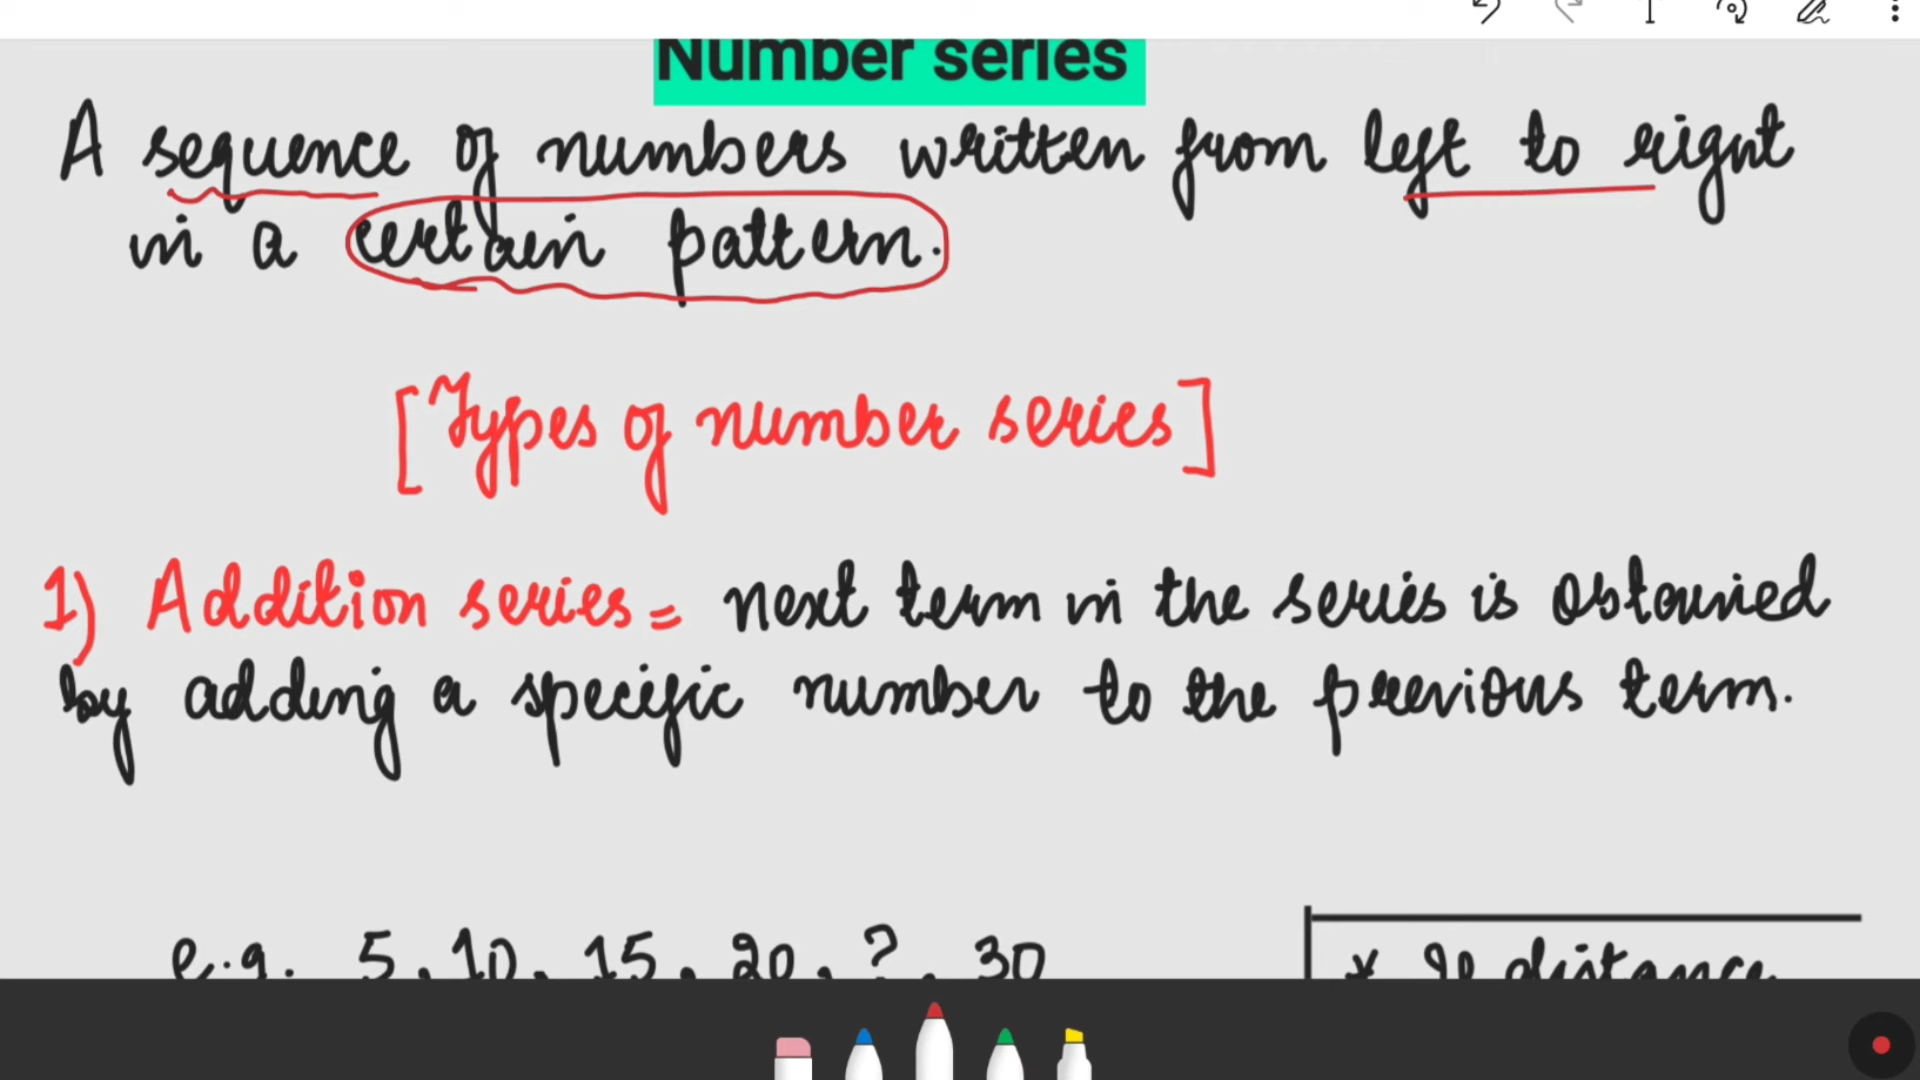 Number series
A sequence of numbers written from left to right
in a certain pattern.
[Types of number series]
1) Addition series = next term in the series is obtained
by adding a specific number to the previous term.
e.g. 5, 10, 15, 20, ?, 30
* If distance